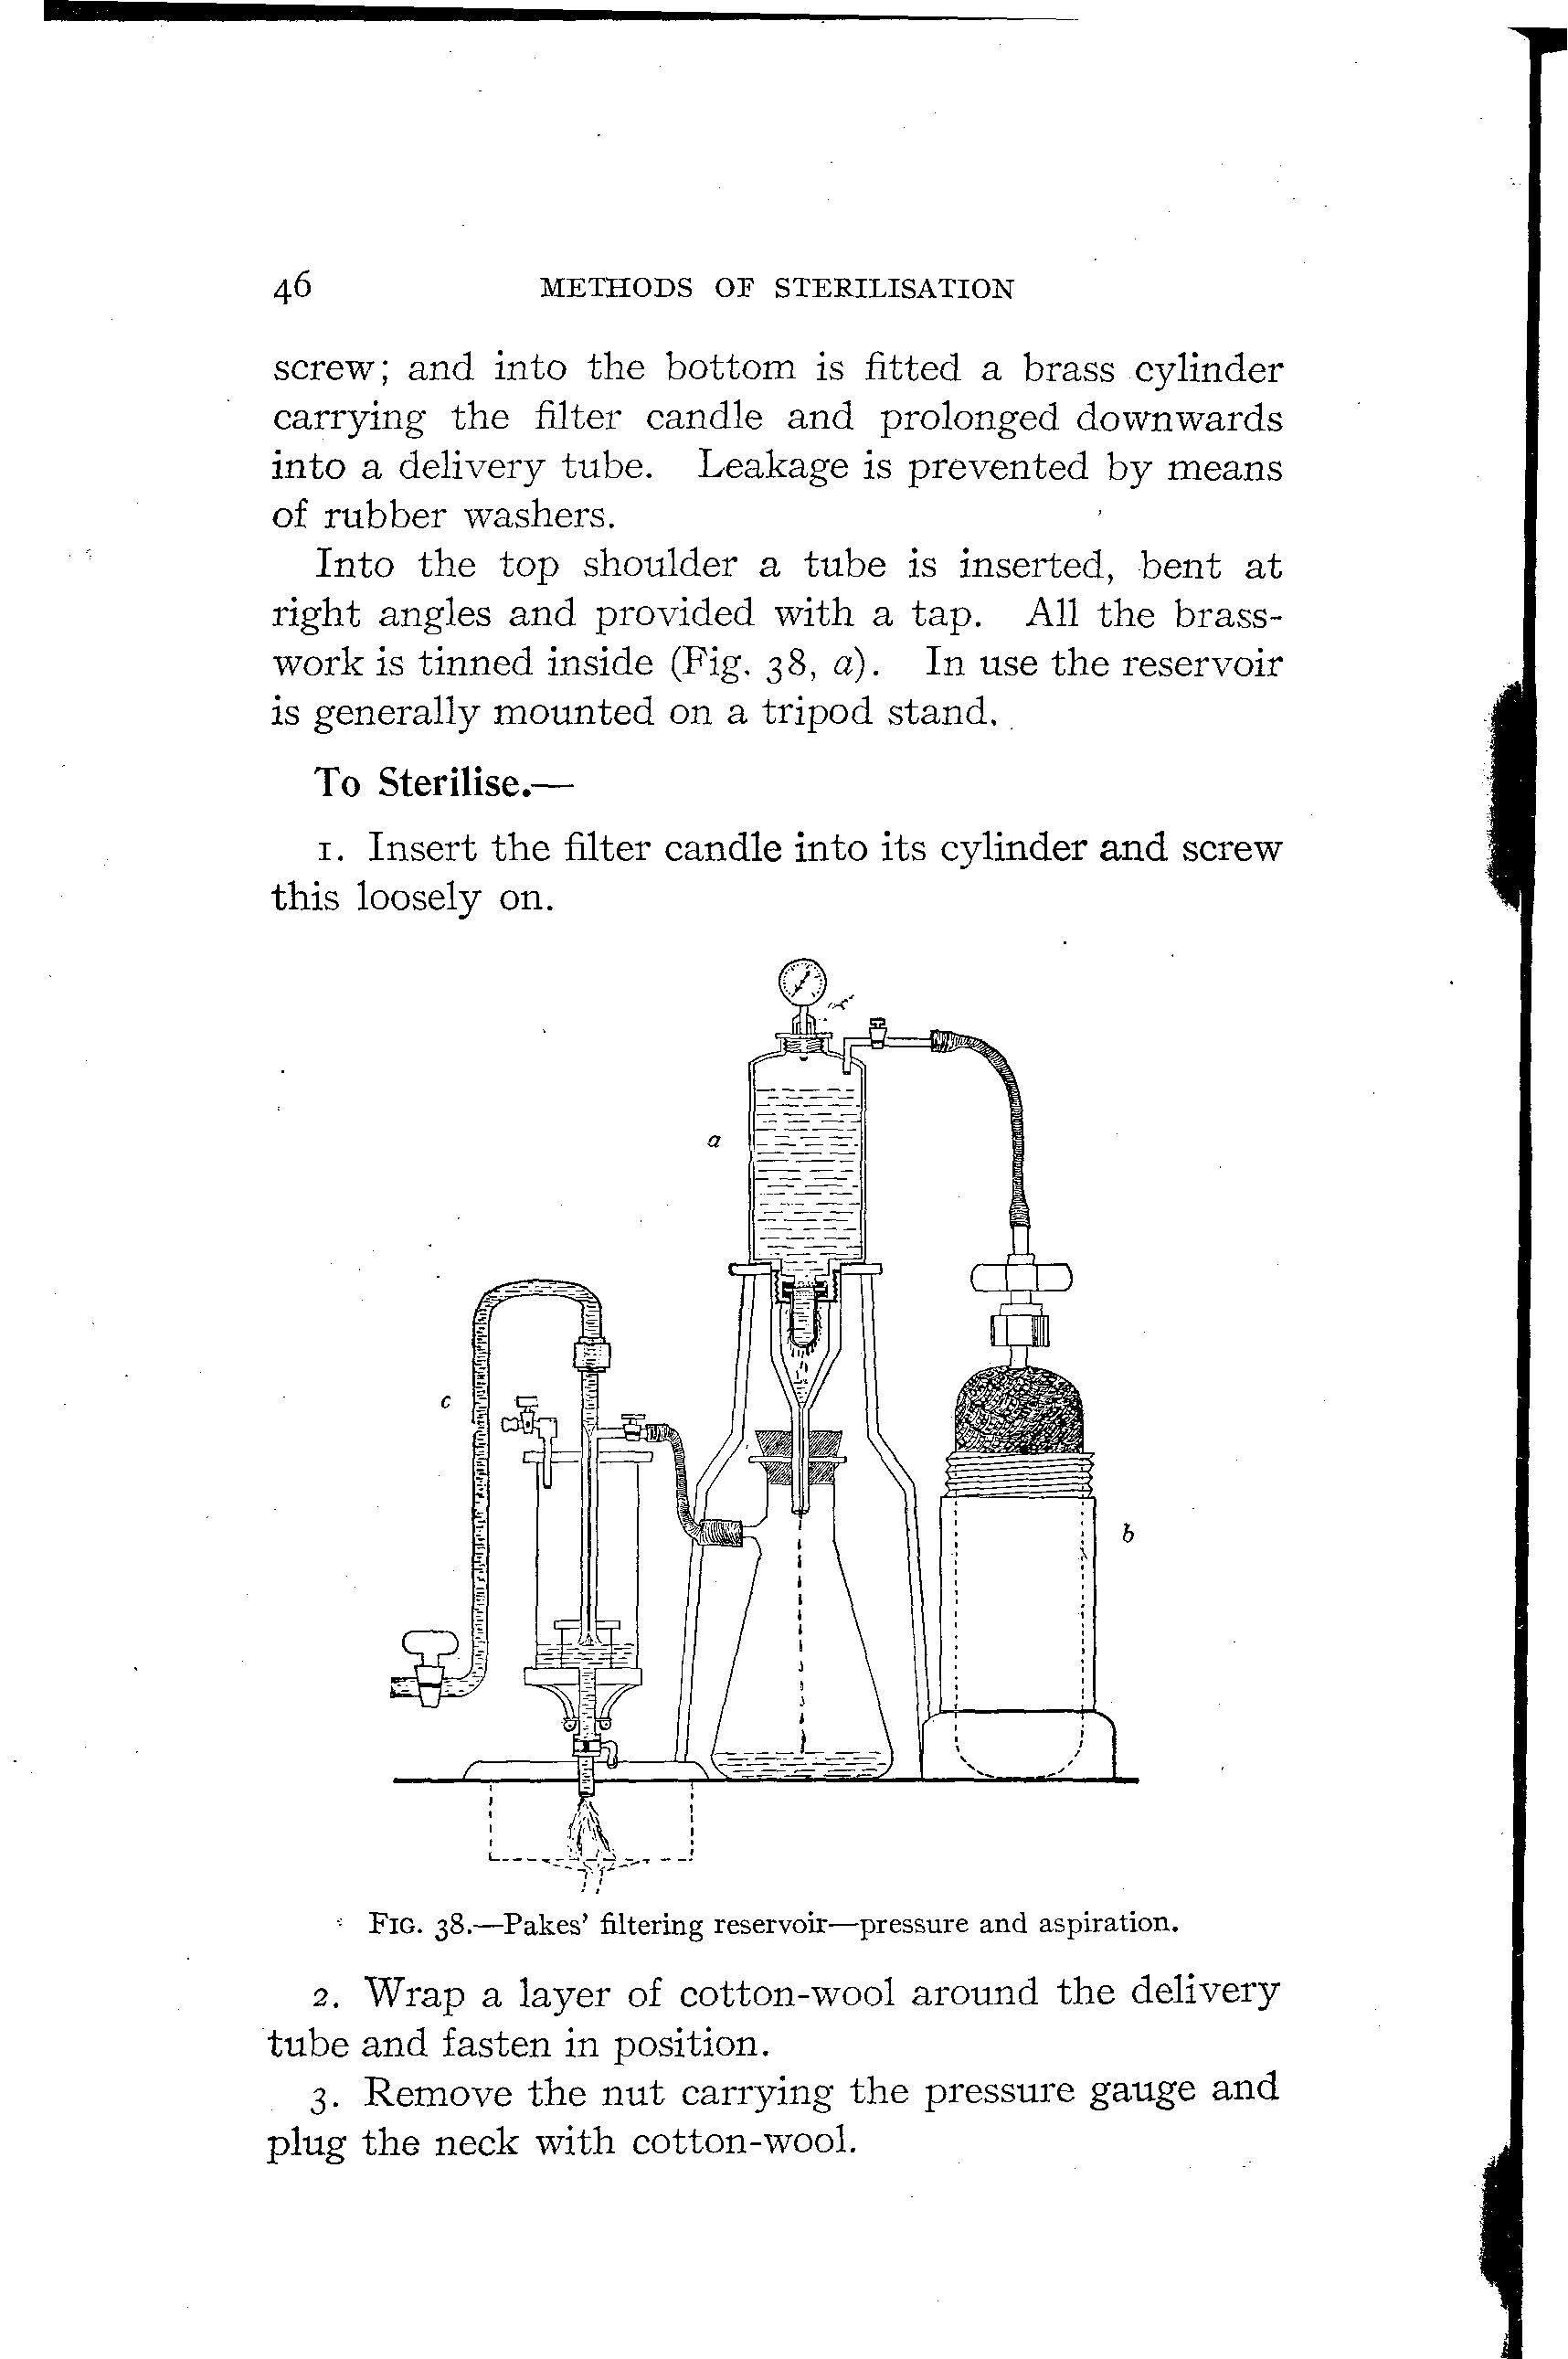 46 METHODS OF STERILISATION
screw; and into the bottom is fitted a brass cylinder
carrying the filter candle and prolonged downwards
into a delivery tube. Leakage is prevented by means
of rubber washers.
Into the top shoulder a tube is inserted, bent at
right angles and provided with a tap. All the brass-
work is tinned inside (Fig. 38, a). In use the reservoir
is generally mounted on a tripod stand.
To Sterilise.—
1. Insert the filter candle into its cylinder and screw
this loosely on.
a
c
b
FIG. 38.—Pakes' filtering reservoir—pressure and aspiration.
2. Wrap a layer of cotton-wool around the delivery
tube and fasten in position.
3. Remove the nut carrying the pressure gauge and
plug the neck with cotton-wool.